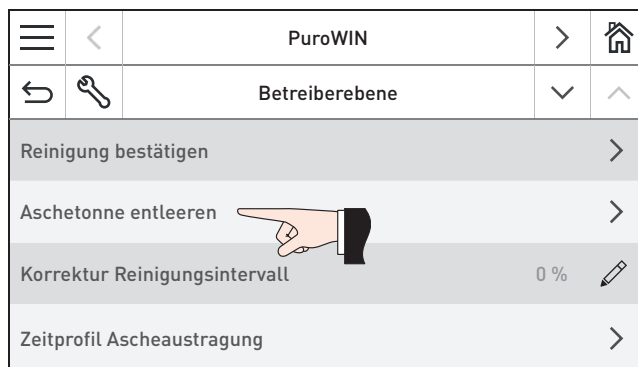 PuroWIN
Betreiberebene
Reinigung bestätigen
Aschetonne entleeren
Korrektur Reinigungsintervall 0 %
Zeitprofil Ascheaustragung